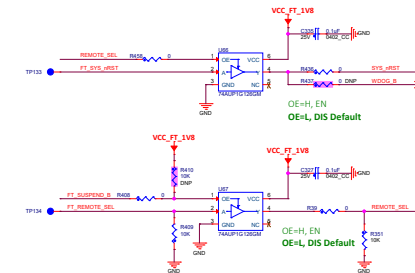 VCC_FT_1V8
C335 0.1uF
25V 0402_CC
GND
REMOTE_SEL R458 0
U66
1 OE VCC 6
TP133 FT_SYS_nRST 2 A Y 4 R436 0 SYS_nRST
3 GND NC 5
R437 0 DNP WDOG_B
74AUP1G126GM
GND
OE=H, EN
OE=L, DIS Default
VCC_FT_1V8
VCC_FT_1V8
R410
10K
DNP
C327 0.1uF
25V 0402_CC
GND
FT_SUSPEND_B R408 0
U67
1 OE VCC 6
TP134 FT_REMOTE_SEL 2 A Y 4 R39 0 REMOTE_SEL
3 GND NC 5
74AUP1G126GM
R409
10K
GND
OE=H, EN
OE=L, DIS Default
R351
10K
GND
GND